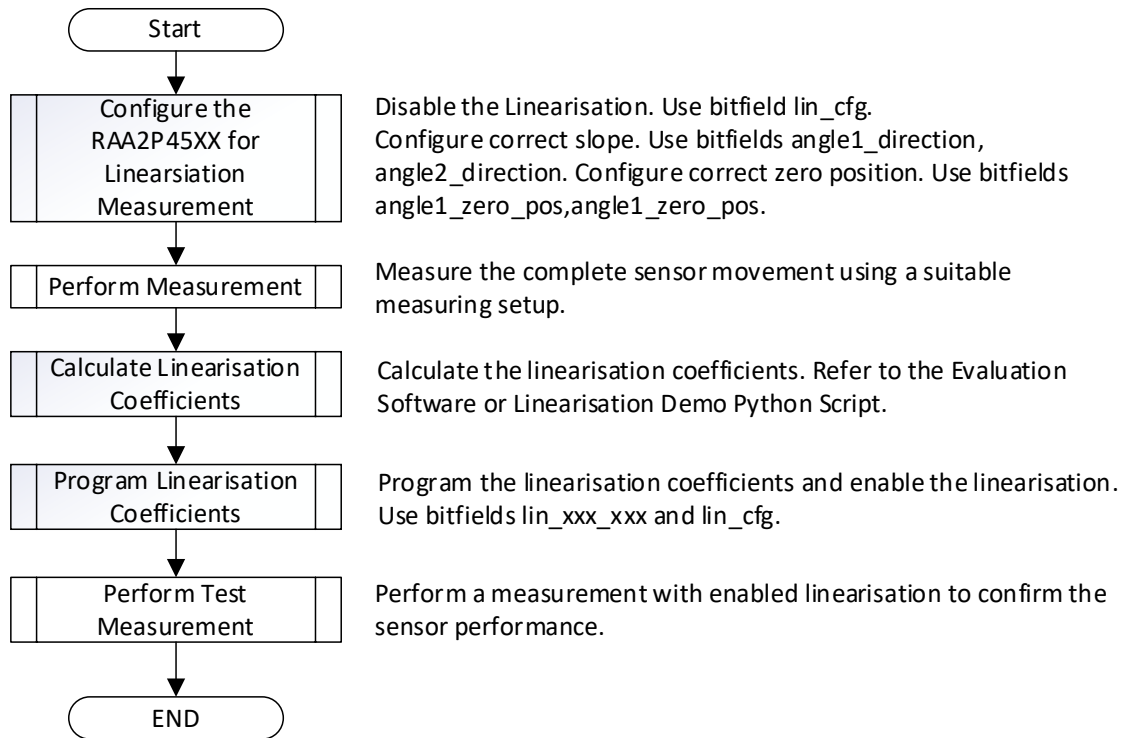 Start
Configure the
RAA2P45XX for
Linearsiation
Measurement
Disable the Linearisation. Use bitfield lin_cfg.
Configure correct slope. Use bitfields angle1_direction,
angle2_direction. Configure correct zero position. Use bitfields
angle1_zero_pos,angle1_zero_pos.
Perform Measurement
Measure the complete sensor movement using a suitable
measuring setup.
Calculate Linearisation
Coefficients
Calculate the linearisation coefficients. Refer to the Evaluation
Software or Linearisation Demo Python Script.
Program Linearisation
Coefficients
Program the linearisation coefficients and enable the linearisation.
Use bitfields lin_xxx_xxx and lin_cfg.
Perform Test
Measurement
Perform a measurement with enabled linearisation to confirm the
sensor performance.
END